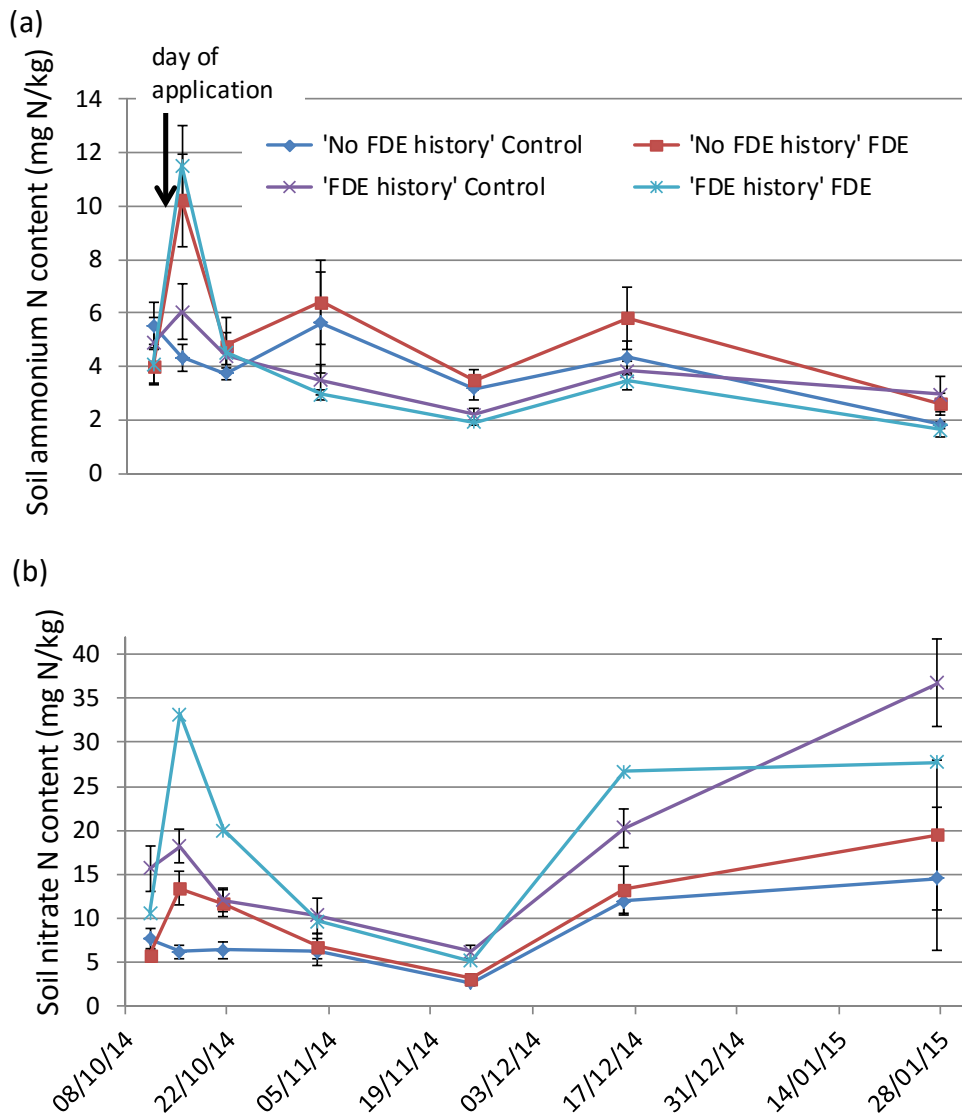 (a)
day of
application
Soil ammonium N content (mg N/kg)
14
12
10
8
6
4
2
0
'No FDE history' Control
'No FDE history' FDE
'FDE history' Control
'FDE history' FDE
(b)
Soil nitrate N content (mg N/kg)
40
35
30
25
20
15
10
5
0
08/10/14
22/10/14
05/11/14
19/11/14
03/12/14
17/12/14
31/12/14
14/01/15
28/01/15